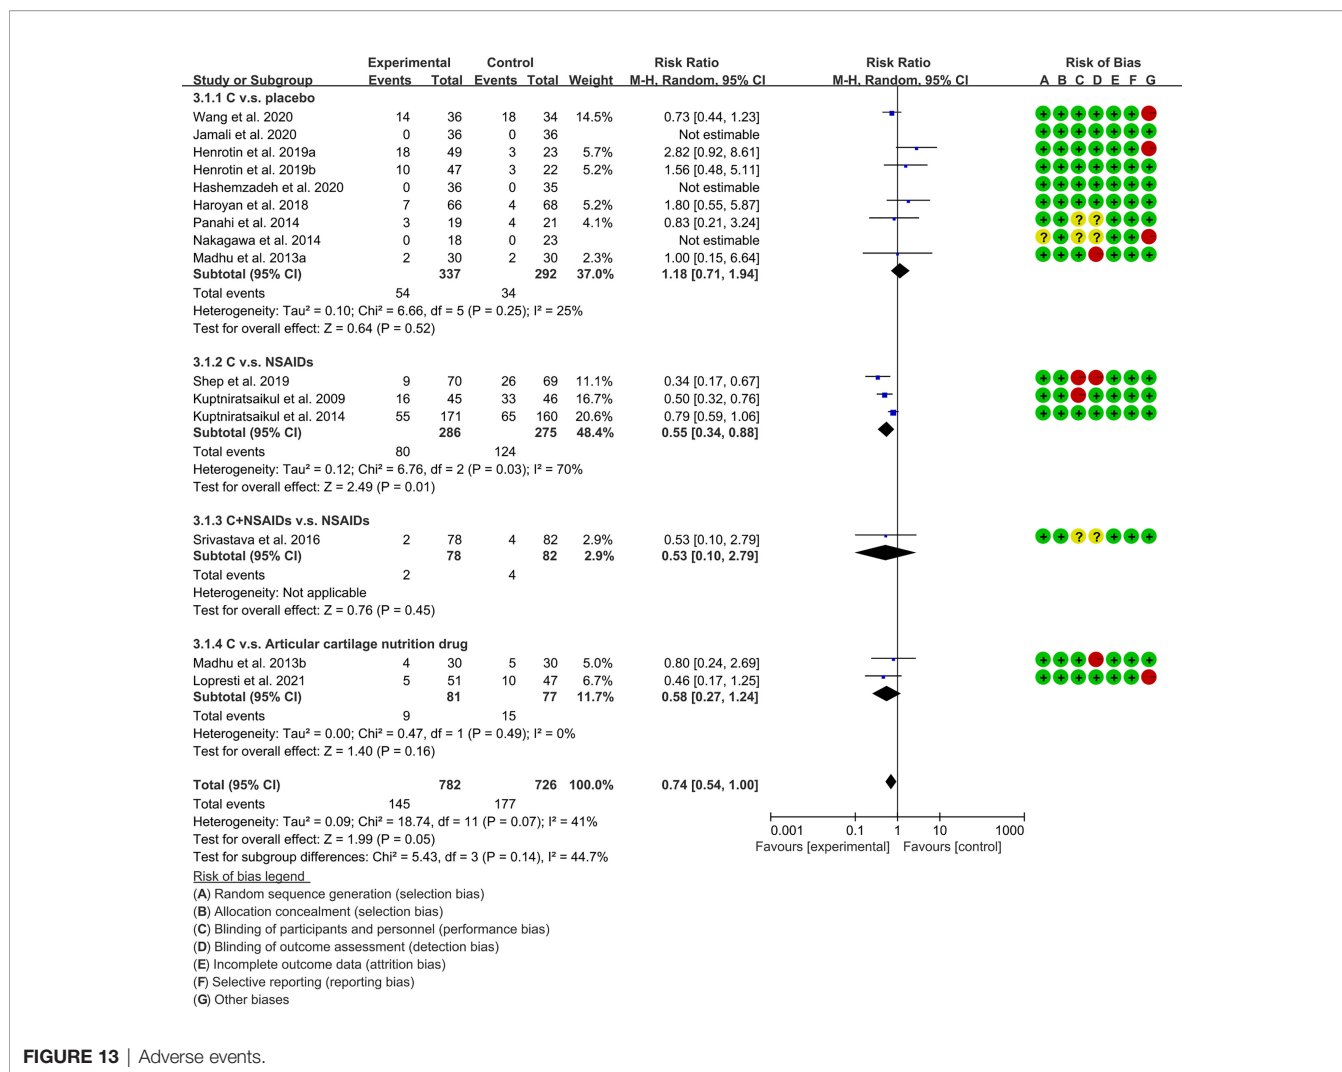 Experimental Control Risk Ratio Risk Ratio Risk of Bias
Study or Subgroup Events Total Events Total Weight M-H, Random, 95% CI M-H, Random, 95% CI A B C D E F G
3.1.1 C v.s. placebo
Wang et al. 2020 14 36 18 34 14.5% 0.73 [0.44, 1.23] + + + + + + -
Jamali et al. 2020 0 36 0 36 Not estimable + + + + + + +
Henrotin et al. 2019a 18 49 3 23 5.7% 2.82 [0.92, 8.61] + + + + + + -
Henrotin et al. 2019b 10 47 3 22 5.2% 1.56 [0.48, 5.11] + + + + + + +
Hashemzadeh et al. 2020 0 36 0 35 Not estimable + + + + + + +
Haroyan et al. 2018 7 66 4 68 5.2% 1.80 [0.55, 5.87] + + + + + + +
Panahi et al. 2014 3 19 4 21 4.1% 0.83 [0.21, 3.24] + + ? ? + + +
Nakagawa et al. 2014 0 18 0 23 Not estimable ? + ? ? + + -
Madhu et al. 2013a 2 30 2 30 2.3% 1.00 [0.15, 6.64] + + + - + + +
Subtotal (95% CI) 337 292 37.0% 1.18 [0.71, 1.94]
Total events 54 34
Heterogeneity: Tau² = 0.10; Chi² = 6.66, df = 5 (P = 0.25); I² = 25%
Test for overall effect: Z = 0.64 (P = 0.52)
3.1.2 C v.s. NSAIDs
Shep et al. 2019 9 70 26 69 11.1% 0.34 [0.17, 0.67] + + - - + + +
Kuptniratsaikul et al. 2009 16 45 33 46 16.7% 0.50 [0.32, 0.76] + + - + + + +
Kuptniratsaikul et al. 2014 55 171 65 160 20.6% 0.79 [0.59, 1.06] + + + + + + +
Subtotal (95% CI) 286 275 48.4% 0.55 [0.34, 0.88]
Total events 80 124
Heterogeneity: Tau² = 0.12; Chi² = 6.76, df = 2 (P = 0.03); I² = 70%
Test for overall effect: Z = 2.49 (P = 0.01)
3.1.3 C+NSAIDs v.s. NSAIDs
Srivastava et al. 2016 2 78 4 82 2.9% 0.53 [0.10, 2.79] + + ? ? + + +
Subtotal (95% CI) 78 82 2.9% 0.53 [0.10, 2.79]
Total events 2 4
Heterogeneity: Not applicable
Test for overall effect: Z = 0.76 (P = 0.45)
3.1.4 C v.s. Articular cartilage nutrition drug
Madhu et al. 2013b 4 30 5 30 5.0% 0.80 [0.24, 2.69] + + + - + + +
Lopresti et al. 2021 5 51 10 47 6.7% 0.46 [0.17, 1.25] + + + + + + -
Subtotal (95% CI) 81 77 11.7% 0.58 [0.27, 1.24]
Total events 9 15
Heterogeneity: Tau² = 0.00; Chi² = 0.47, df = 1 (P = 0.49); I² = 0%
Test for overall effect: Z = 1.40 (P = 0.16)
Total (95% CI) 782 726 100.0% 0.74 [0.54, 1.00]
Total events 145 177
Heterogeneity: Tau² = 0.09; Chi² = 18.74, df = 11 (P = 0.07); I² = 41%
Test for overall effect: Z = 1.99 (P = 0.05)
Test for subgroup differences: Chi² = 5.43, df = 3 (P = 0.14), I² = 44.7%
0.001 0.1 1 10 1000
Favours [experimental] Favours [control]
Risk of bias legend
(A) Random sequence generation (selection bias)
(B) Allocation concealment (selection bias)
(C) Blinding of participants and personnel (performance bias)
(D) Blinding of outcome assessment (detection bias)
(E) Incomplete outcome data (attrition bias)
(F) Selective reporting (reporting bias)
(G) Other biases
FIGURE 13 | Adverse events.